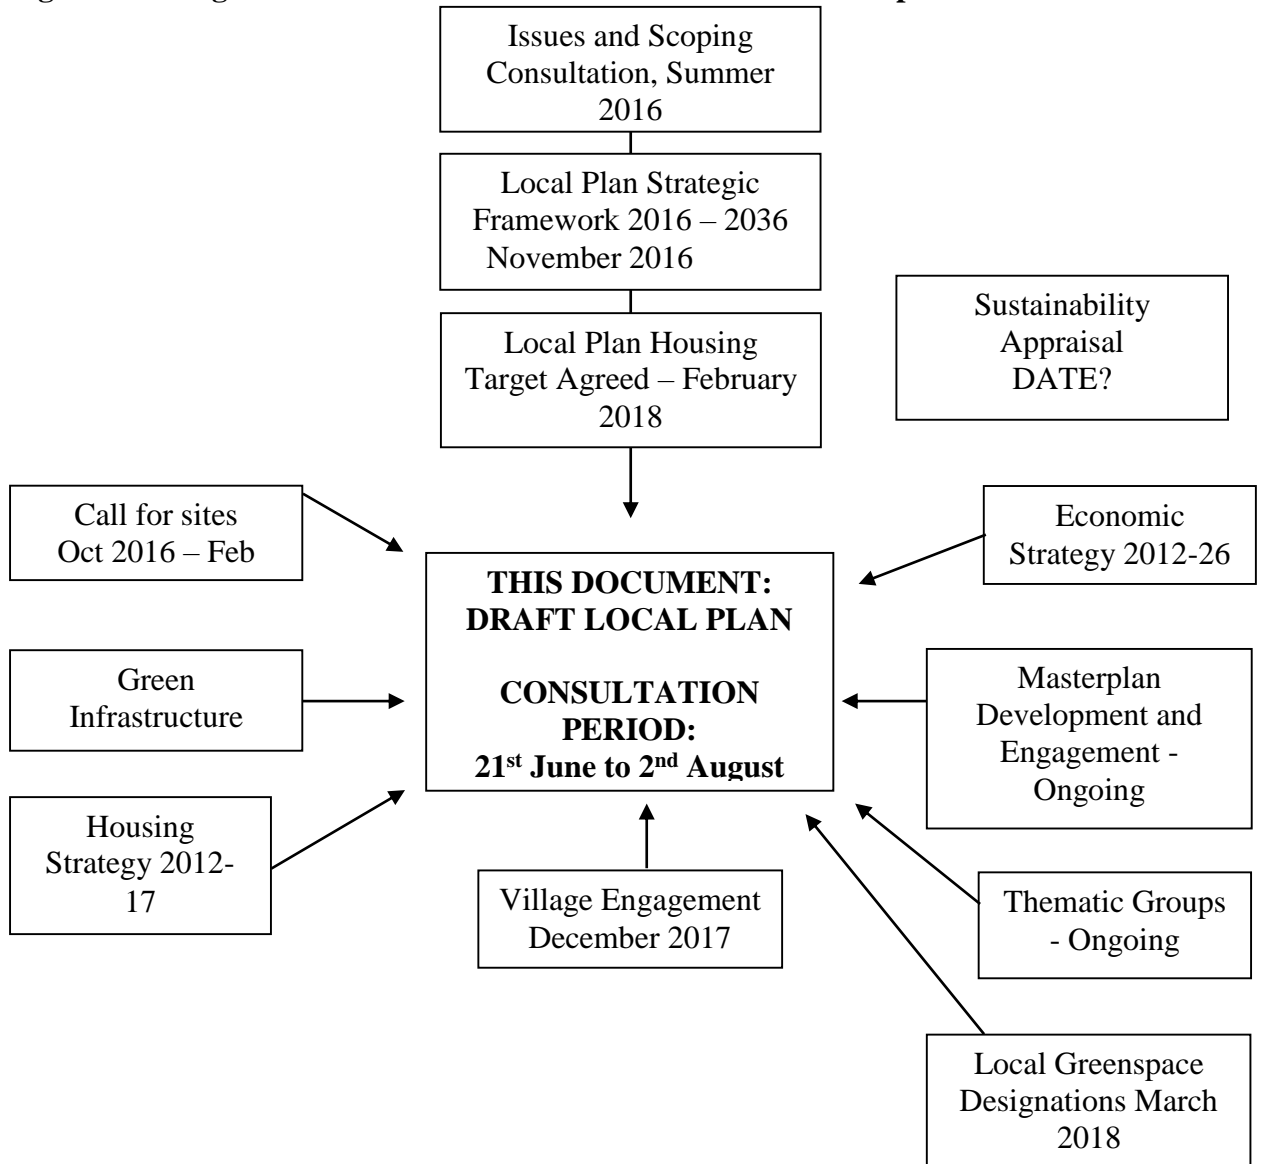 Issues and Scoping
Consultation, Summer
2016
Local Plan Strategic
Framework 2016 – 2036
November 2016
Sustainability
Appraisal
DATE?
Local Plan Housing
Target Agreed – February
2018
Call for sites
Oct 2016 – Feb
Economic
Strategy 2012-26
THIS DOCUMENT:
DRAFT LOCAL PLAN
CONSULTATION
PERIOD:
21st June to 2nd August
Green
Infrastructure
Masterplan
Development and
Engagement -
Ongoing
Housing
Strategy 2012-
17
Village Engagement
December 2017
Thematic Groups
- Ongoing
Local Greenspace
Designations March
2018